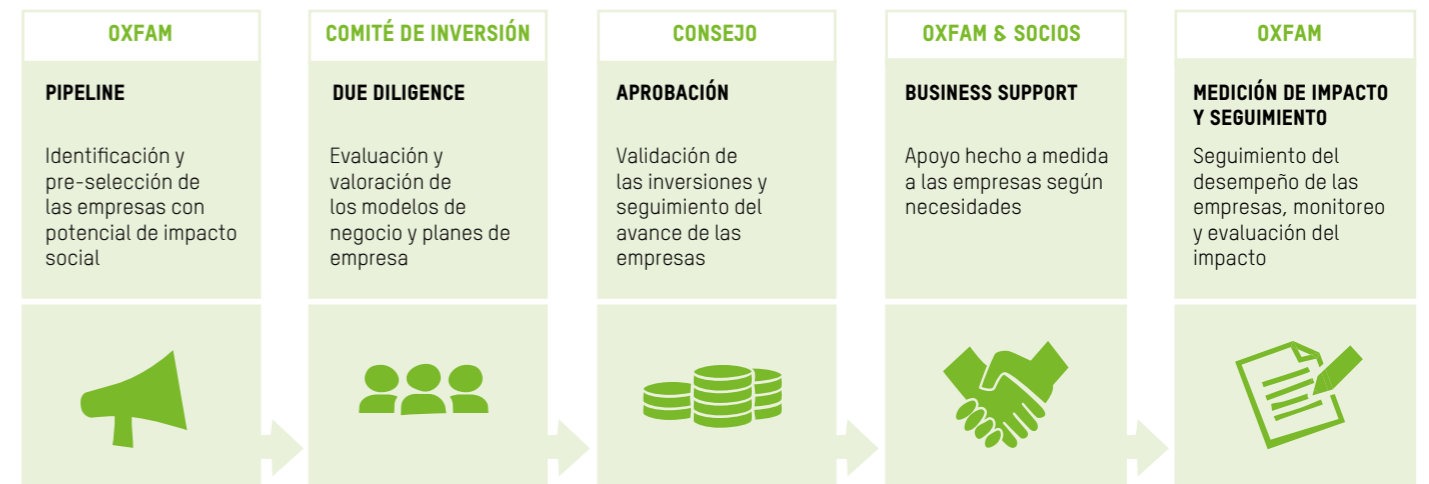 OXFAM
PIPELINE
Identificación y
pre-selección de
las empresas con
potencial de impacto
social
COMITÉ DE INVERSIÓN
DUE DILIGENCE
Evaluación y
valoración de
los modelos de
negocio y planes de
empresa
CONSEJO
APROBACIÓN
Validación de
las inversiones y
seguimiento del
avance de las
empresas
OXFAM & SOCIOS
BUSINESS SUPPORT
Apoyo hecho a medida
a las empresas según
necesidades
OXFAM
MEDICIÓN DE IMPACTO
Y SEGUIMIENTO
Seguimiento del
desempeño de las
empresas, monitoreo
y evaluación del
impacto